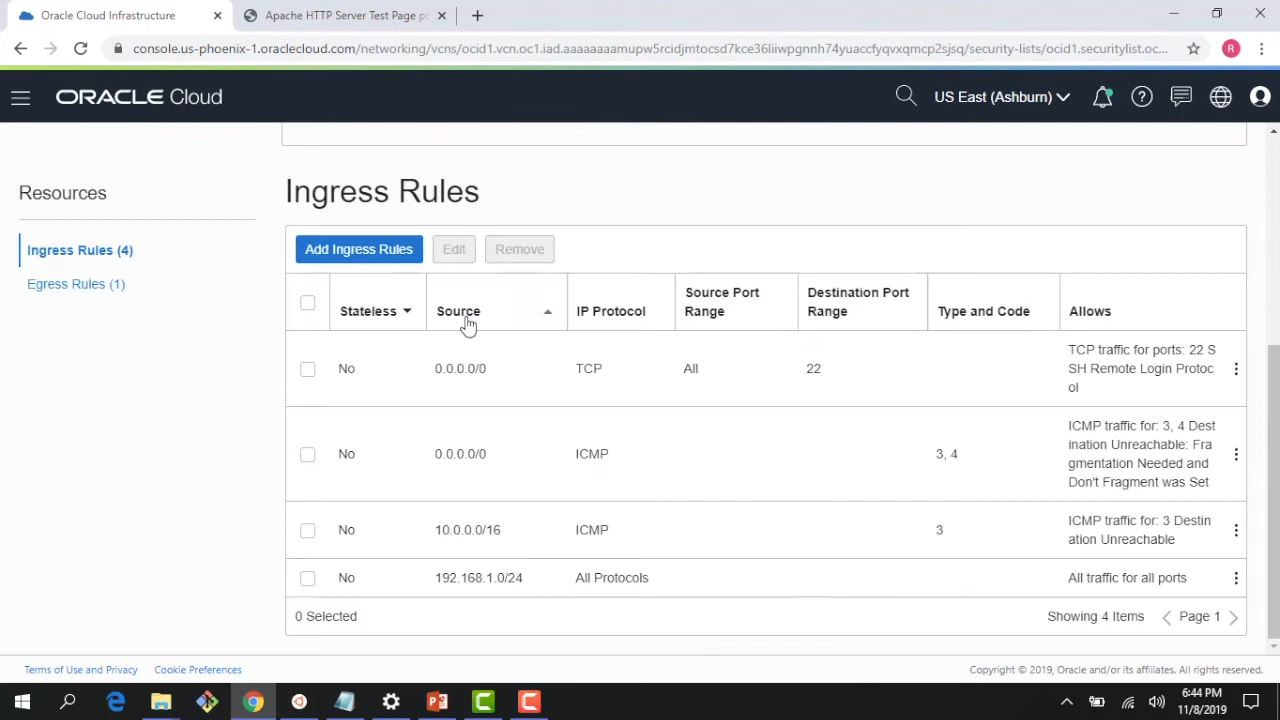 Oracle Cloud Infrastructure
Apache HTTP Server Test Page po
console.us-phoenix-1.oraclecloud.com/networking/vcns/ocid1.vcn.oc1.iad.aaaaaaaamupw5rcidjmtocsd7kce36liiwpgnnh74yuaccfyqvxqmcp2sjsq/security-lists/ocid1.securitylist.oc...
R
ORACLE Cloud
US East (Ashburn)
Resources
Ingress Rules (4)
Egress Rules (1)
Ingress Rules
Add Ingress Rules Edit Remove
Stateless Source IP Protocol Source Port Range Destination Port Range Type and Code Allows
No 0.0.0.0/0 TCP All 22 TCP traffic for ports: 22 S
SH Remote Login Protoc
ol
No 0.0.0.0/0 ICMP 3, 4 ICMP traffic for: 3, 4 Dest
ination Unreachable: Fra
gmentation Needed and
Don't Fragment was Set
No 10.0.0.0/16 ICMP 3 ICMP traffic for: 3 Destin
ation Unreachable
No 192.168.1.0/24 All Protocols All traffic for all ports
0 Selected Showing 4 Items Page 1
Terms of Use and Privacy Cookie Preferences Copyright © 2019, Oracle and/or its affiliates. All rights reserved.
6:44 PM
11/8/2019